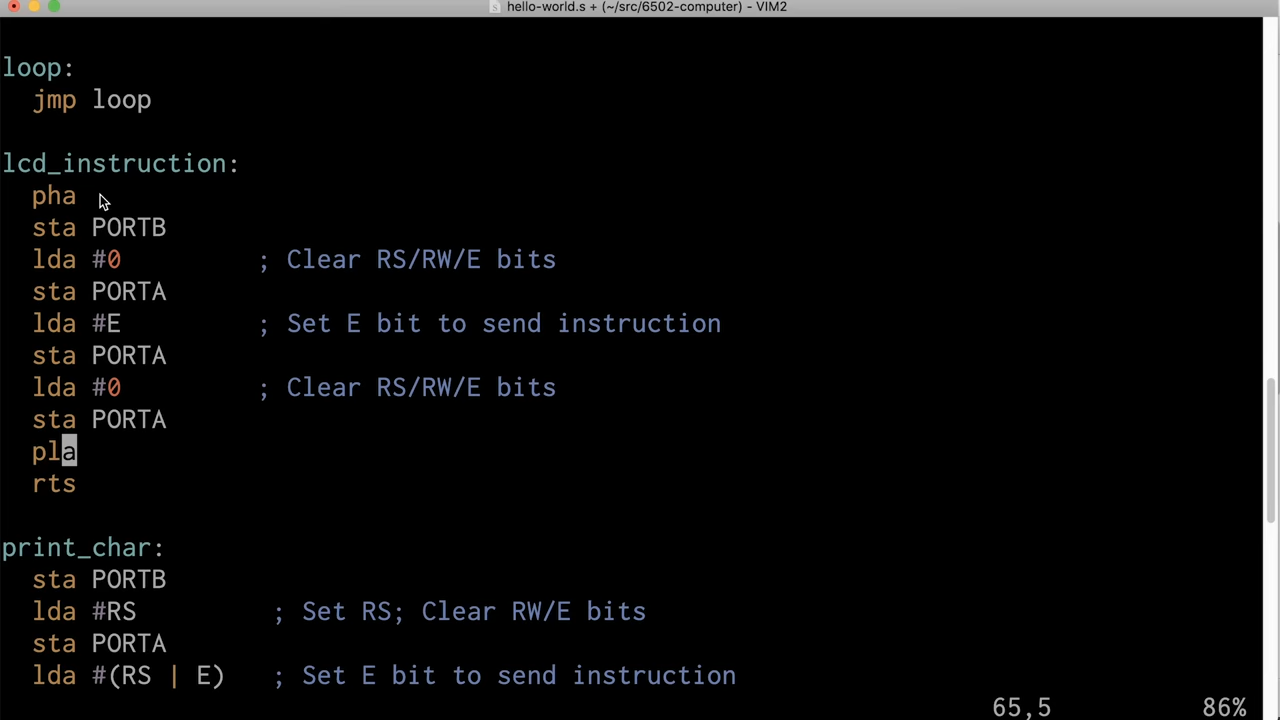 hello-world.s + (~/src/6502-computer) - VIM2
loop:
jmp loop
lcd_instruction:
pha
sta PORTB
lda #0 ; Clear RS/RW/E bits
sta PORTA
lda #E ; Set E bit to send instruction
sta PORTA
lda #0 ; Clear RS/RW/E bits
sta PORTA
pla
rts
print_char:
sta PORTB
lda #RS ; Set RS; Clear RW/E bits
sta PORTA
lda #(RS | E) ; Set E bit to send instruction
65,5 86%